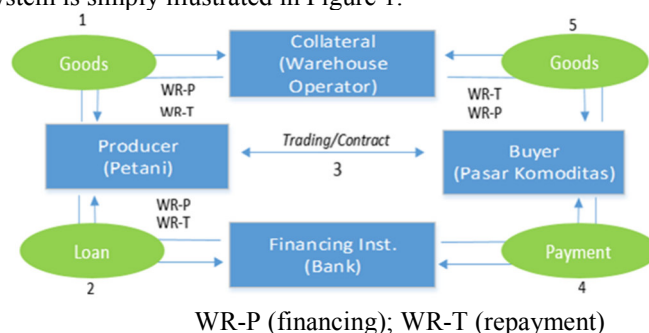 ystem is simply illustrated in Figure 1.
1
5
Goods
Collateral
(Warehouse
Operator)
Goods
WR-P
WR-T
WR-T
WR-P
Producer
(Petani)
Trading/Contract
3
Buyer
(Pasar Komoditas)
WR-P
WR-T
Loan
Financing Inst.
(Bank)
Payment
2
4
WR-P (financing); WR-T (repayment)